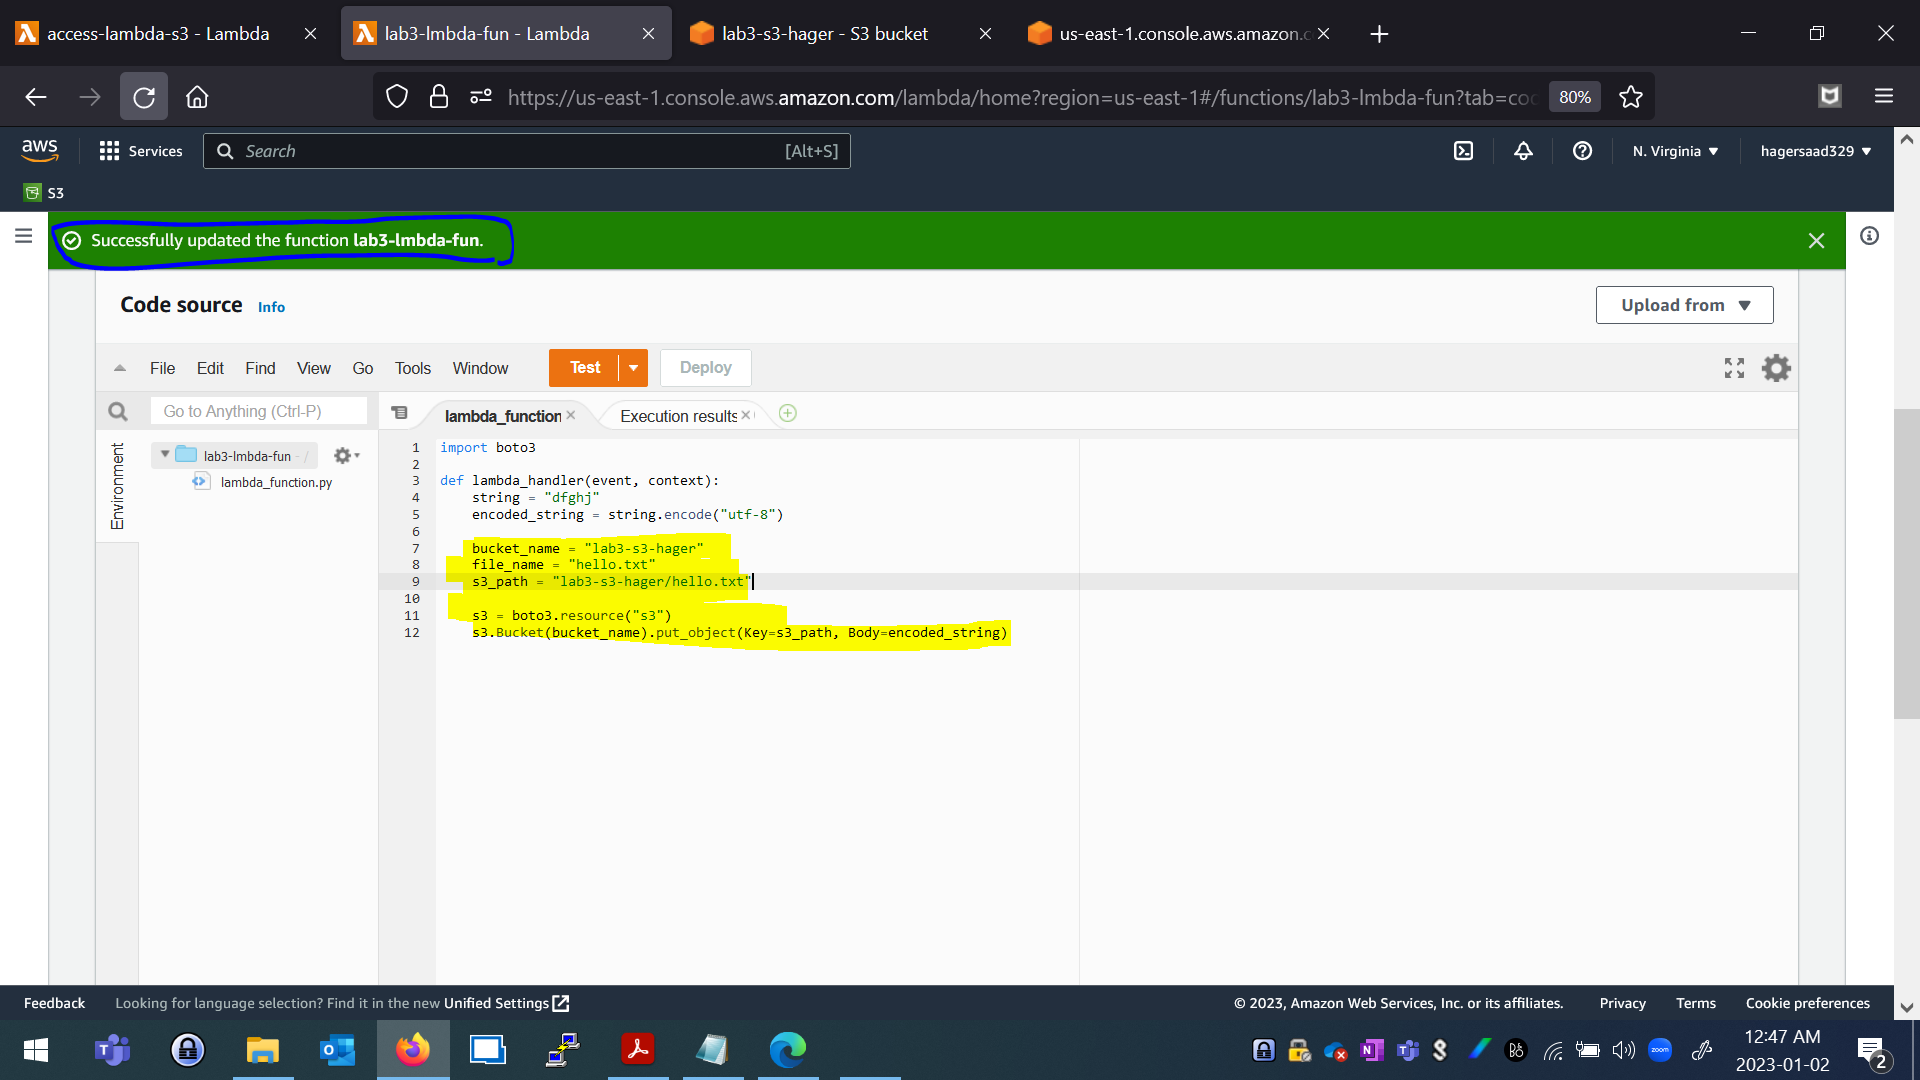 access-lambda-s3 - Lambda
lab3-lmbda-fun - Lambda
lab3-s3-hager - S3 bucket
us-east-1.console.aws.amazon.c
https://us-east-1.console.aws.amazon.com/lambda/home?region=us-east-1#/functions/lab3-lmbda-fun?tab=coc
80%
aws
Services
Search
[Alt+S]
N. Virginia
hagersaad329
S3
Successfully updated the function lab3-lmbda-fun.
Code source Info
Upload from
File Edit Find View Go Tools Window
Test
Deploy
Go to Anything (Ctrl-P)
lambda_function
Execution results
Environment
lab3-lmbda-fun - /
lambda_function.py
1 import boto3
2
3 def lambda_handler(event, context):
4 string = "dfghj"
5 encoded_string = string.encode("utf-8")
6
7 bucket_name = "lab3-s3-hager"
8 file_name = "hello.txt"
9 s3_path = "lab3-s3-hager/hello.txt"
10
11 s3 = boto3.resource("s3")
12 s3.Bucket(bucket_name).put_object(Key=s3_path, Body=encoded_string)
Feedback
Looking for language selection? Find it in the new Unified Settings
© 2023, Amazon Web Services, Inc. or its affiliates.
Privacy
Terms
Cookie preferences
zoom
12:47 AM
2023-01-02
2